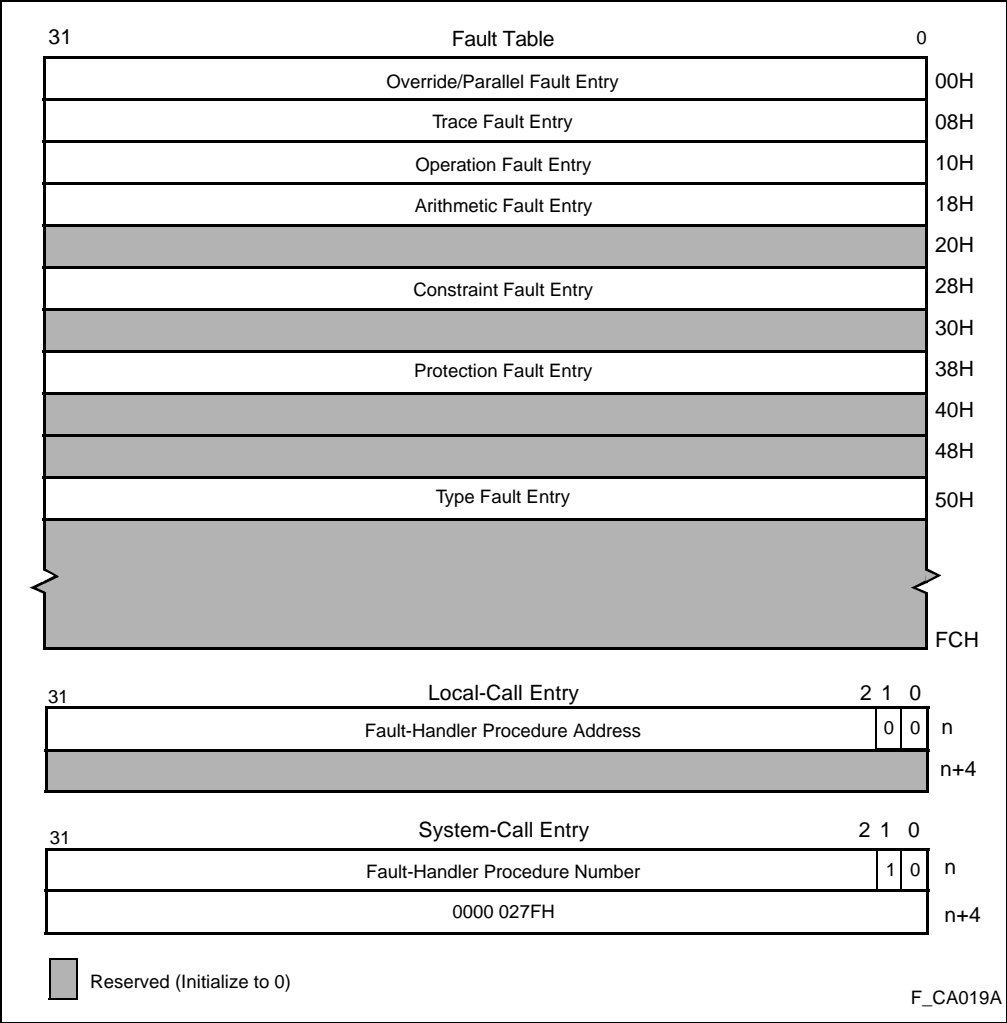 31 Fault Table 0
Override/Parallel Fault Entry 00H
Trace Fault Entry 08H
Operation Fault Entry 10H
Arithmetic Fault Entry 18H
20H
Constraint Fault Entry 28H
30H
Protection Fault Entry 38H
40H
48H
Type Fault Entry 50H
FCH
31 Local-Call Entry 2 1 0
Fault-Handler Procedure Address 0 0 n
n+4
31 System-Call Entry 2 1 0
Fault-Handler Procedure Number 1 0 n
0000 027FH n+4
Reserved (Initialize to 0)
F_CA019A